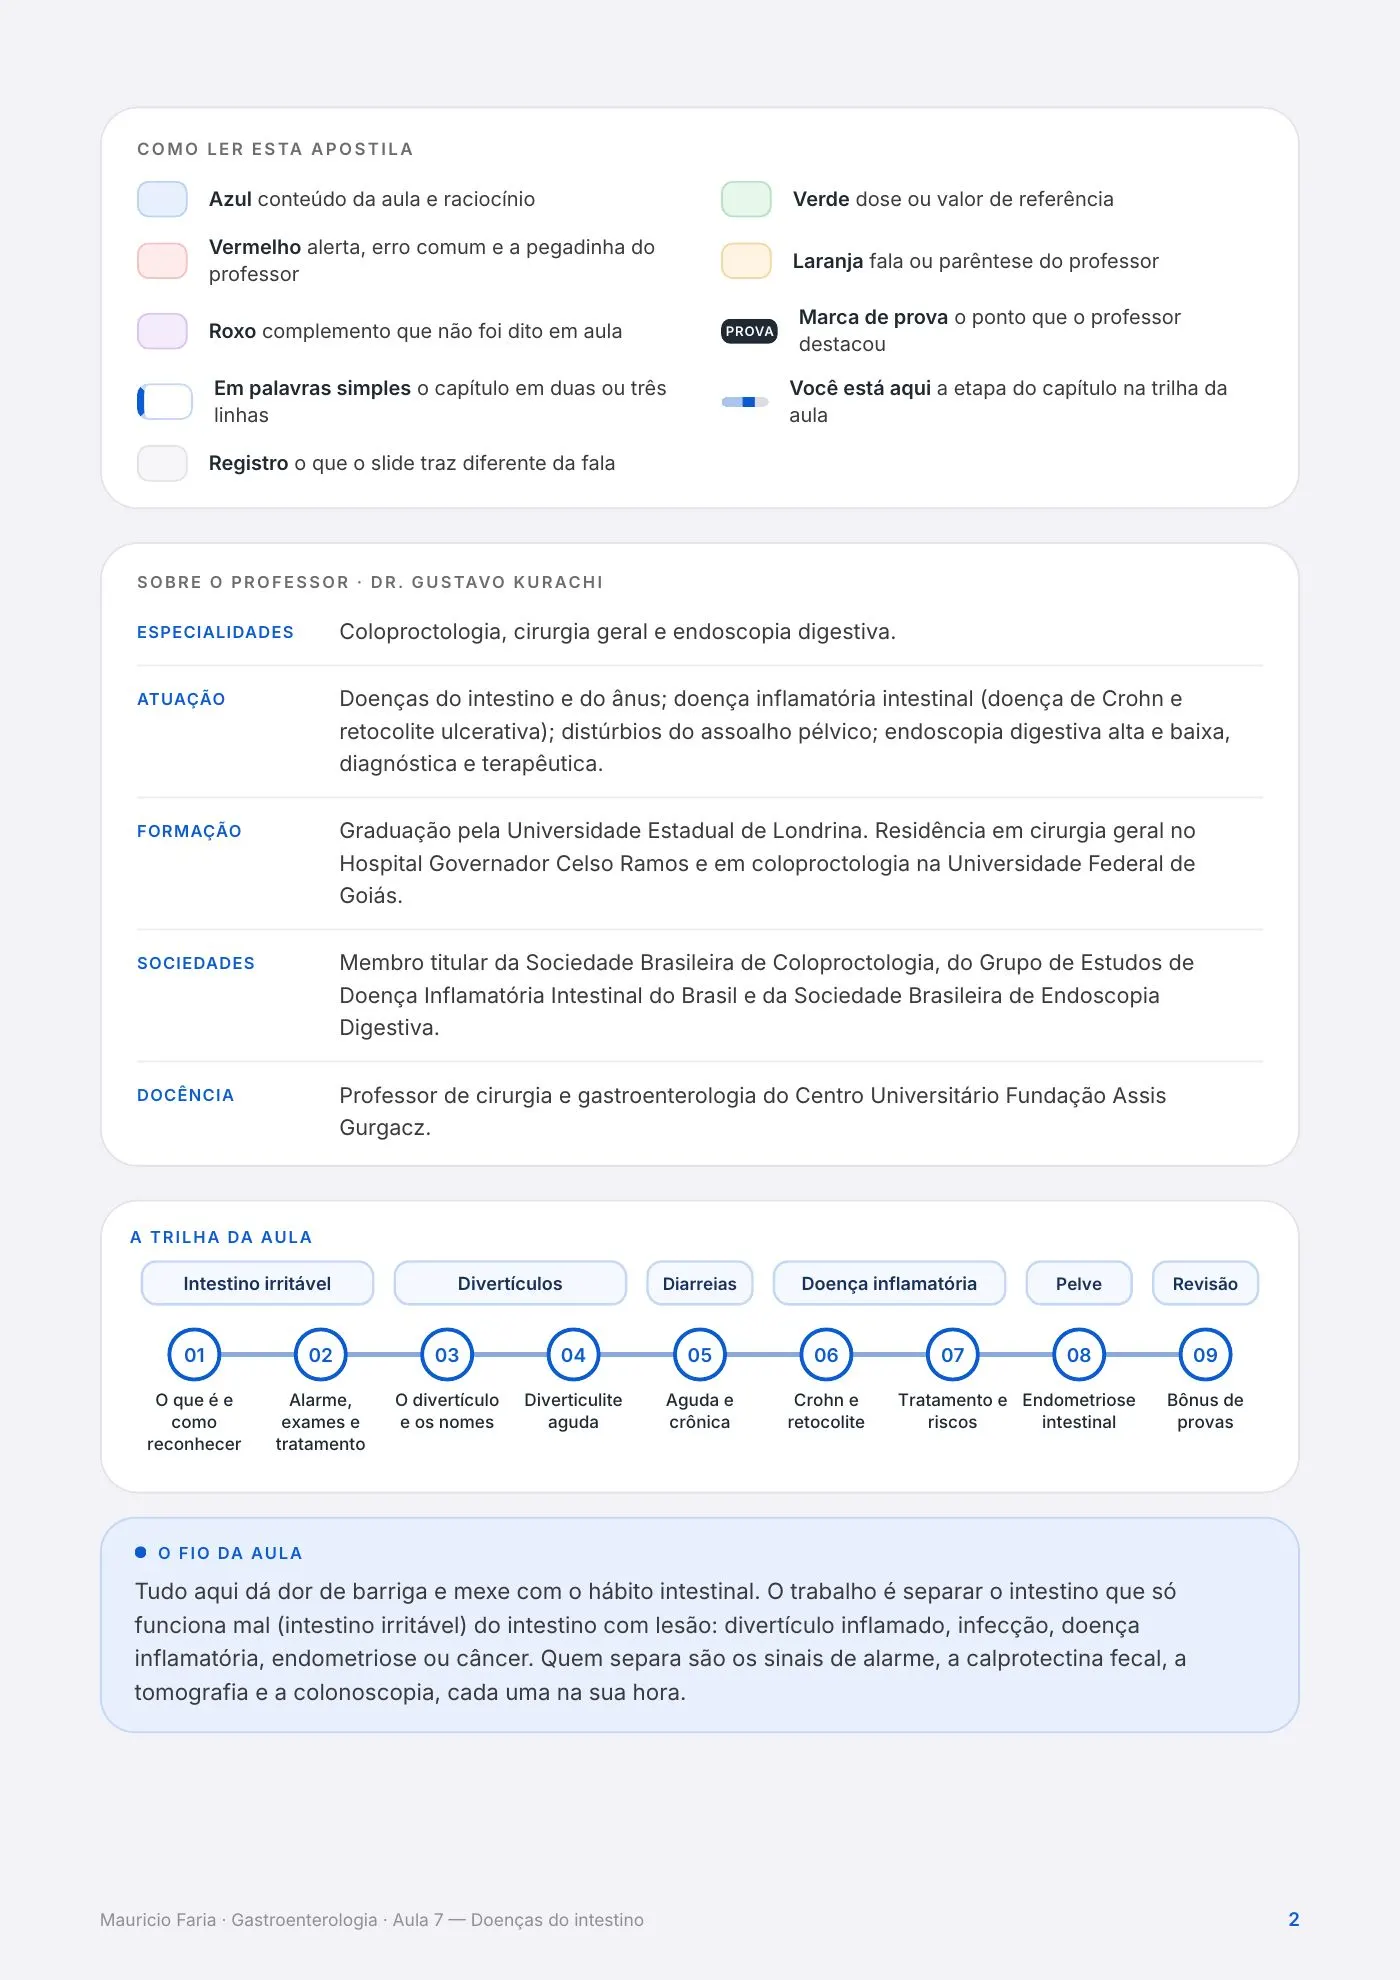 COMO LER ESTA APOSTILA
Azul conteúdo da aula e raciocínio
Verde dose ou valor de referência
Vermelho alerta, erro comum e a pegadinha do
professor
Laranja fala ou parêntese do professor
Roxo complemento que não foi dito em aula
PROVA
Marca de prova o ponto que o professor
destacou
Em palavras simples o capítulo em duas ou três
linhas
Você está aqui a etapa do capítulo na trilha da
aula
Registro o que o slide traz diferente da fala
SOBRE O PROFESSOR · DR. GUSTAVO KURACHI
ESPECIALIDADES
Coloproctologia, cirurgia geral e endoscopia digestiva.
ATUAÇÃO
Doenças do intestino e do ânus; doença inflamatória intestinal (doença de Crohn e
retocolite ulcerativa); distúrbios do assoalho pélvico; endoscopia digestiva alta e baixa,
diagnóstica e terapêutica.
FORMAÇÃO
Graduação pela Universidade Estadual de Londrina. Residência em cirurgia geral no
Hospital Governador Celso Ramos e em coloproctologia na Universidade Federal de
Goiás.
SOCIEDADES
Membro titular da Sociedade Brasileira de Coloproctologia, do Grupo de Estudos de
Doença Inflamatória Intestinal do Brasil e da Sociedade Brasileira de Endoscopia
Digestiva.
DOCÊNCIA
Professor de cirurgia e gastroenterologia do Centro Universitário Fundação Assis
Gurgacz.
A TRILHA DA AULA
Intestino irritável
Divertículos
Diarreias
Doença inflamatória
Pelve
Revisão
01
02
03
04
05
06
07
08
09
O que é e
como
reconhecer
Alarme,
exames e
tratamento
O divertículo
e os nomes
Diverticulite
aguda
Aguda e
crônica
Crohn e
retocolite
Tratamento e
riscos
Endometriose
intestinal
Bônus de
provas
O FIO DA AULA
Tudo aqui dá dor de barriga e mexe com o hábito intestinal. O trabalho é separar o intestino que só
funciona mal (intestino irritável) do intestino com lesão: divertículo inflamado, infecção, doença
inflamatória, endometriose ou câncer. Quem separa são os sinais de alarme, a calprotectina fecal, a
tomografia e a colonoscopia, cada uma na sua hora.
Mauricio Faria · Gastroenterologia · Aula 7 — Doenças do intestino
2